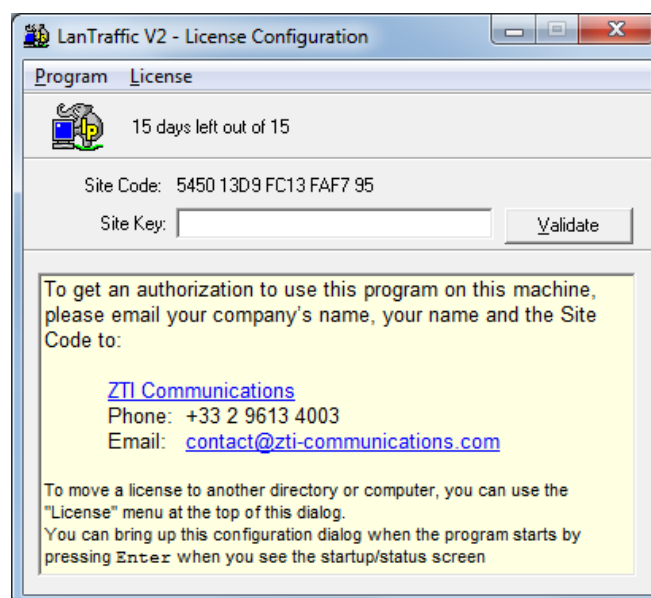 LanTraffic V2 - License Configuration
Program License
15 days left out of 15
Site Code: 5450 13D9 FC13 FAF7 95
Site Key:
Validate
To get an authorization to use this program on this machine,
please email your company's name, your name and the Site
Code to:
ZTI Communications
Phone: +33 2 9613 4003
Email: contact@zti-communications.com
To move a license to another directory or computer, you can use the
"License" menu at the top of this dialog.
You can bring up this configuration dialog when the program starts by
pressing Enter when you see the startup/status screen